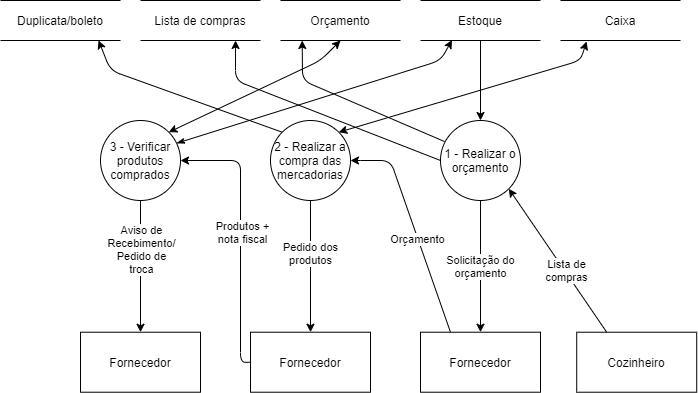 Duplicata/boleto
Lista de compras
Orçamento
Estoque
Caixa
3 - Verificar
produtos
comprados
2 - Realizar a
compra das
mercadorias
1 - Realizar o
orçamento
Aviso de
Recebimento/
Pedido de
troca
Produtos +
nota fiscal
Pedido dos
produtos
Orçamento
Solicitação do
orçamento
Lista de
compras
Fornecedor
Fornecedor
Fornecedor
Cozinheiro